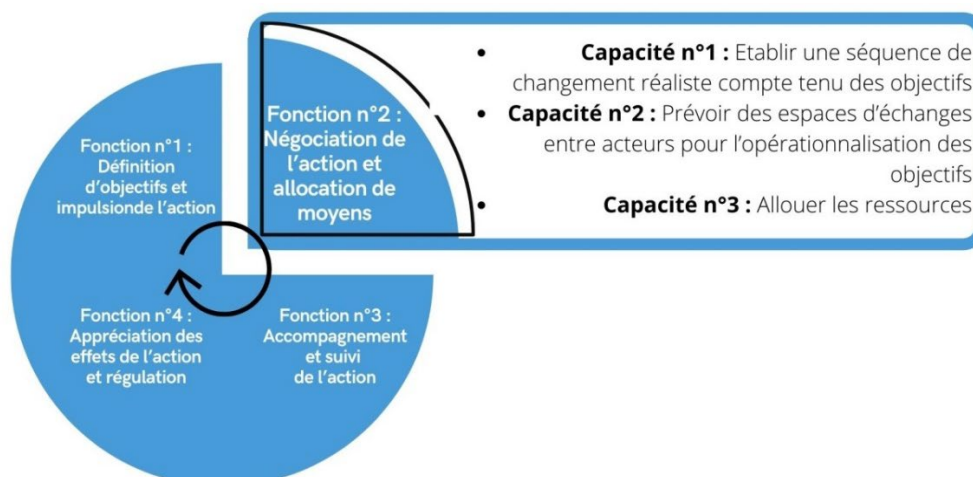 Fonction n°1 :
Définition
d'objectifs et
impulsionde l'action
Fonction n°2 :
Négociation de
l'action et
allocation de
moyens
• Capacité n°1 : Etablir une séquence de
changement réaliste compte tenu des objectifs
• Capacité n°2 : Prévoir des espaces d'échanges
entre acteurs pour l'opérationnalisation des
objectifs
• Capacité n°3 : Allouer les ressources
Fonction n°4 :
Appréciation des
effets de l'action
et régulation
Fonction n°3 :
Accompagnement
et suivi
de l'action